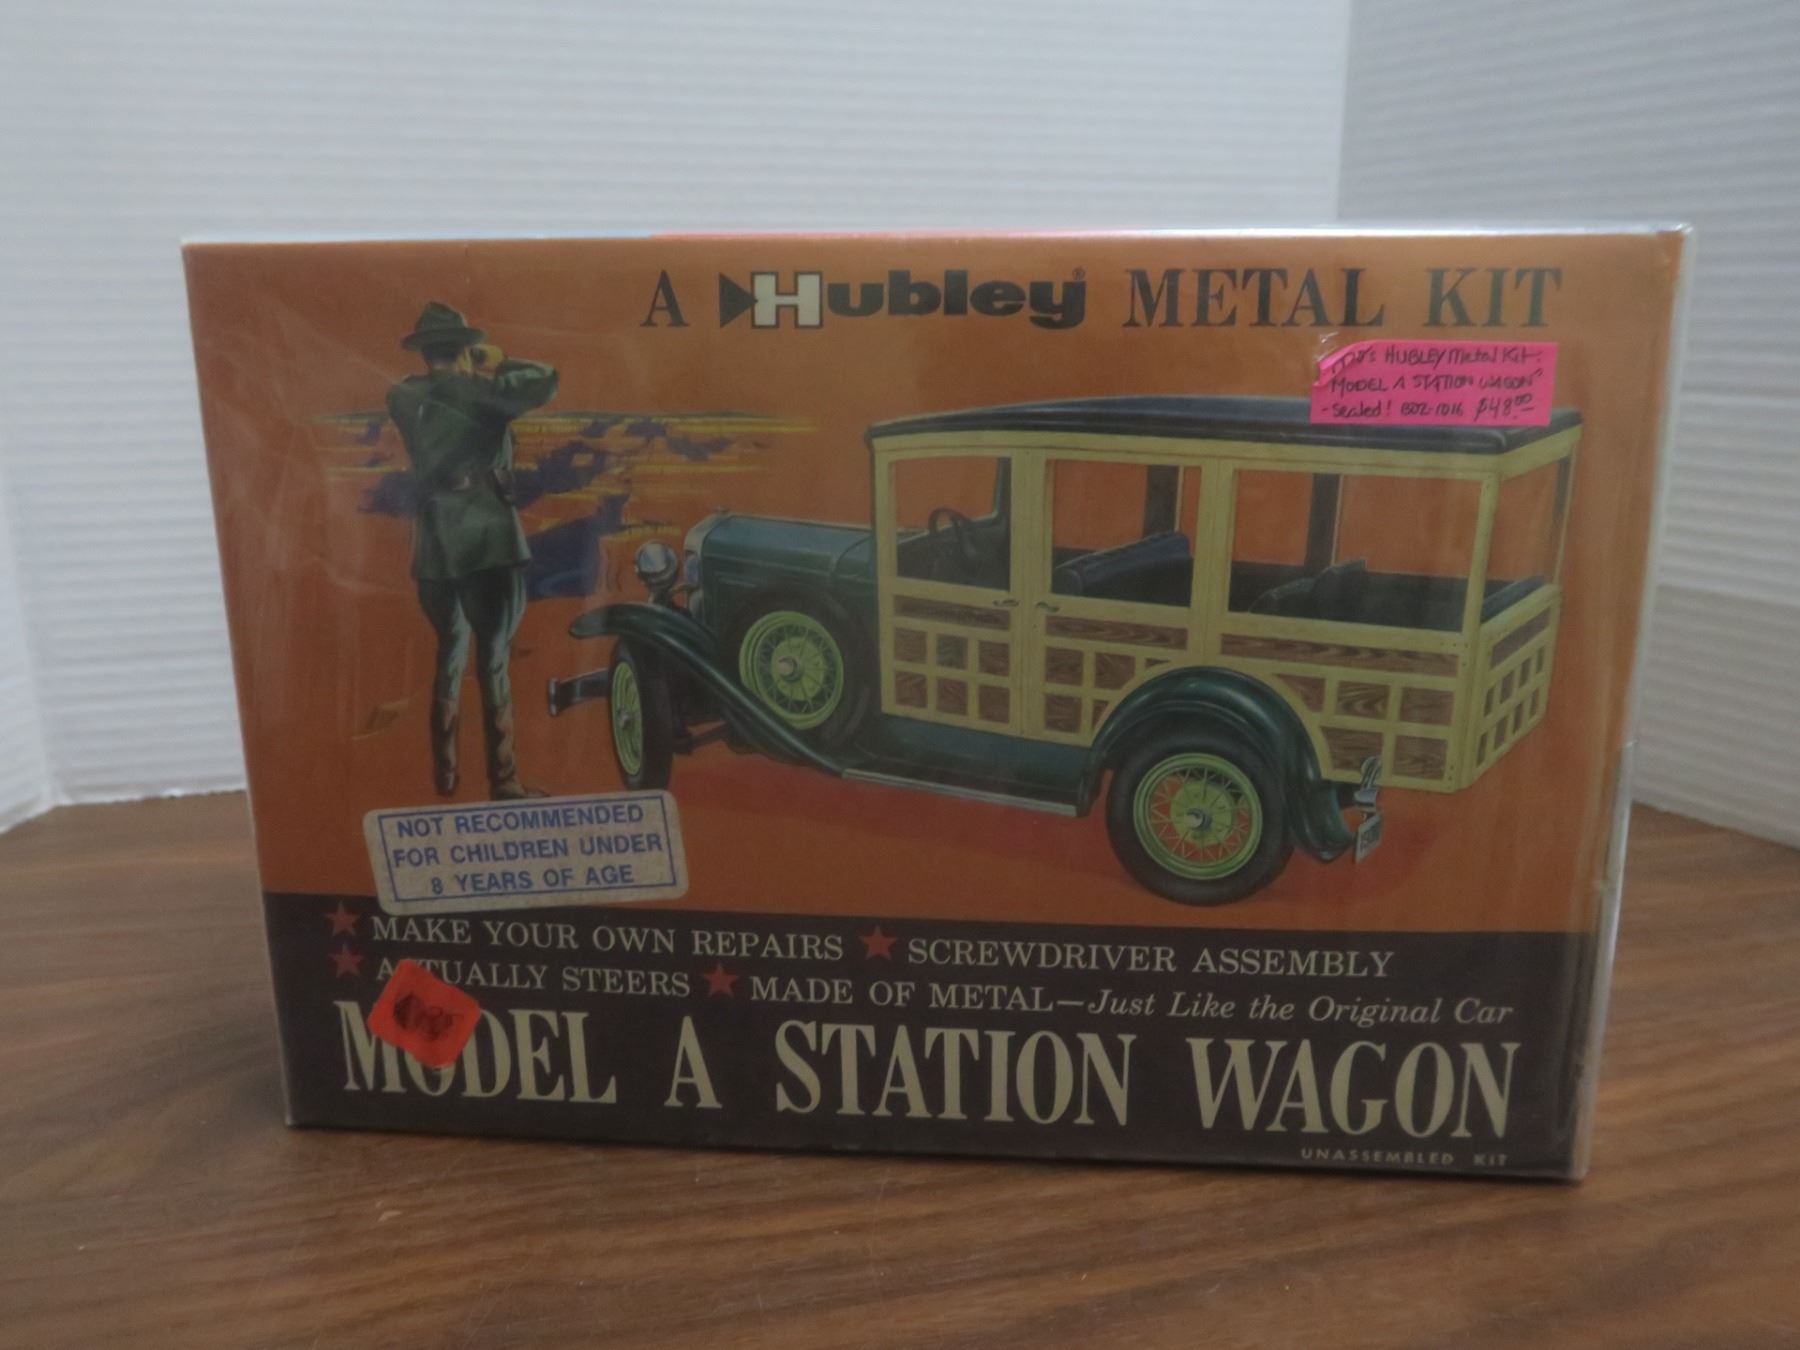 A Hubley® METAL KIT
HUBLEY Metal Kit:
"MODEL A STATION WAGON"
-Sealed! 802-1016 $48.00
NOT RECOMMENDED
FOR CHILDREN UNDER
8 YEARS OF AGE
MAKE YOUR OWN REPAIRS ★ SCREWDRIVER ASSEMBLY
ACTUALLY STEERS ★ MADE OF METAL—Just Like the Original Car
MODEL A STATION WAGON
UNASSEMBLED KIT